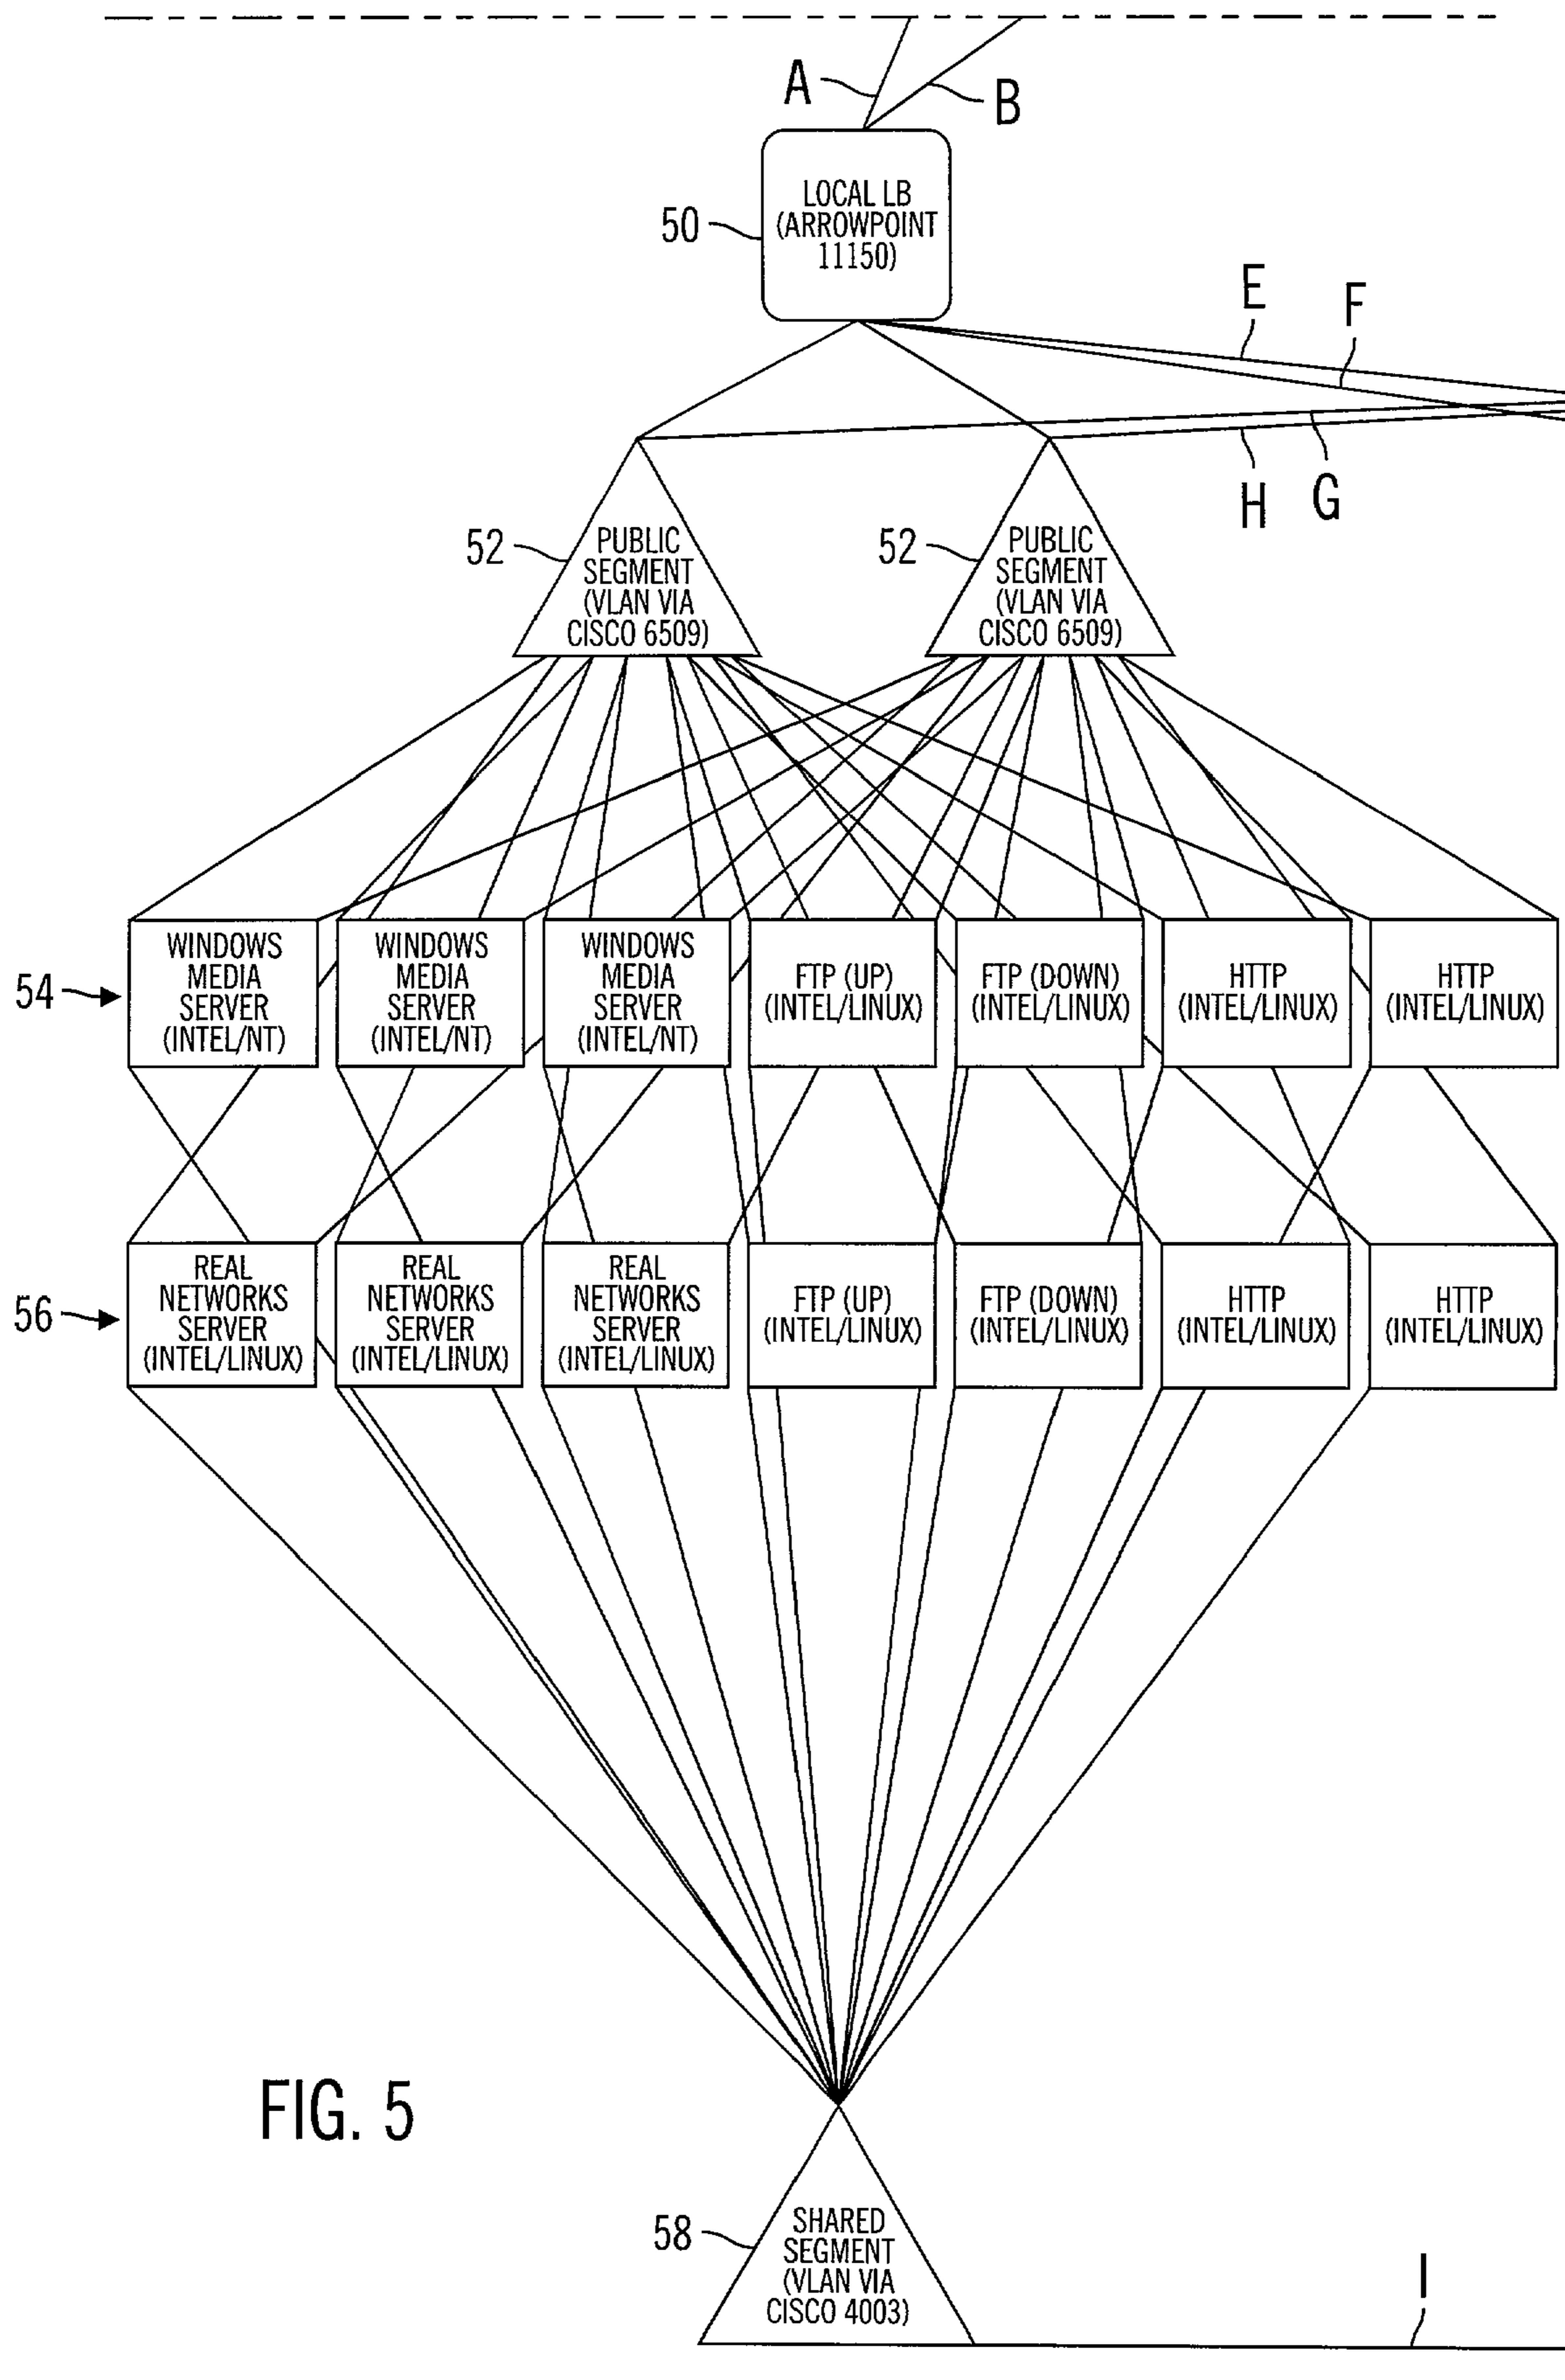 A
B
LOCAL LB
(ARROWPOINT
11150)
50
E
F
H
G
52
PUBLIC
SEGMENT
(VLAN VIA
CISCO 6509)
52
PUBLIC
SEGMENT
(VLAN VIA
CISCO 6509)
54
WINDOWS
MEDIA
SERVER
(INTEL/NT)
WINDOWS
MEDIA
SERVER
(INTEL/NT)
WINDOWS
MEDIA
SERVER
(INTEL/NT)
FTP (UP)
(INTEL/LINUX)
FTP (DOWN)
(INTEL/LINUX)
HTTP
(INTEL/LINUX)
HTTP
(INTEL/LINUX)
56
REAL
NETWORKS
SERVER
(INTEL/LINUX)
REAL
NETWORKS
SERVER
(INTEL/LINUX)
REAL
NETWORKS
SERVER
(INTEL/LINUX)
FTP (UP)
(INTEL/LINUX)
FTP (DOWN)
(INTEL/LINUX)
HTTP
(INTEL/LINUX)
HTTP
(INTEL/LINUX)
FIG. 5
58
SHARED
SEGMENT
(VLAN VIA
CISCO 4003)
I